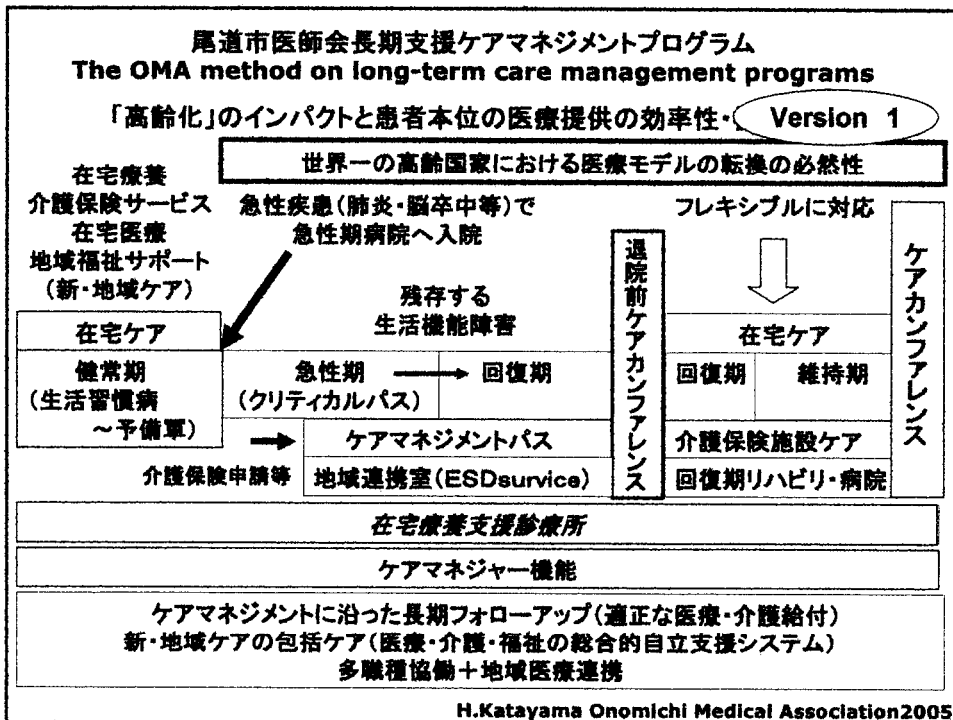 尾道市医師会長期支援ケアマネジメントプログラム
The OMA method on long-term care management programs
「高齢化」のインパクトと患者本位の医療提供の効率性・
Version 1
世界一の高齢国家における医療モデルの転換の必然性
在宅療養
介護保険サービス
在宅医療
地域福祉サポート
(新・地域ケア)
急性疾患(肺炎・脳卒中等)で
急性期病院へ入院
フレキシブルに対応
残存する
生活機能障害
退院前ケアカンファレンス
ケアカンファレンス
在宅ケア
健常期
(生活習慣病
～予備軍)
急性期
(クリティカルパス)
回復期
在宅ケア
回復期
維持期
ケアマネジメントパス
介護保険施設ケア
介護保険申請等
地域連携室(ESDsurvice)
回復期リハビリ・病院
在宅療養支援診療所
ケアマネジャー機能
ケアマネジメントに沿った長期フォローアップ(適正な医療・介護給付)
新・地域ケアの包括ケア(医療・介護・福祉の総合的自立支援システム)
多職種協働＋地域医療連携
H.Katayama Onomichi Medical Association2005